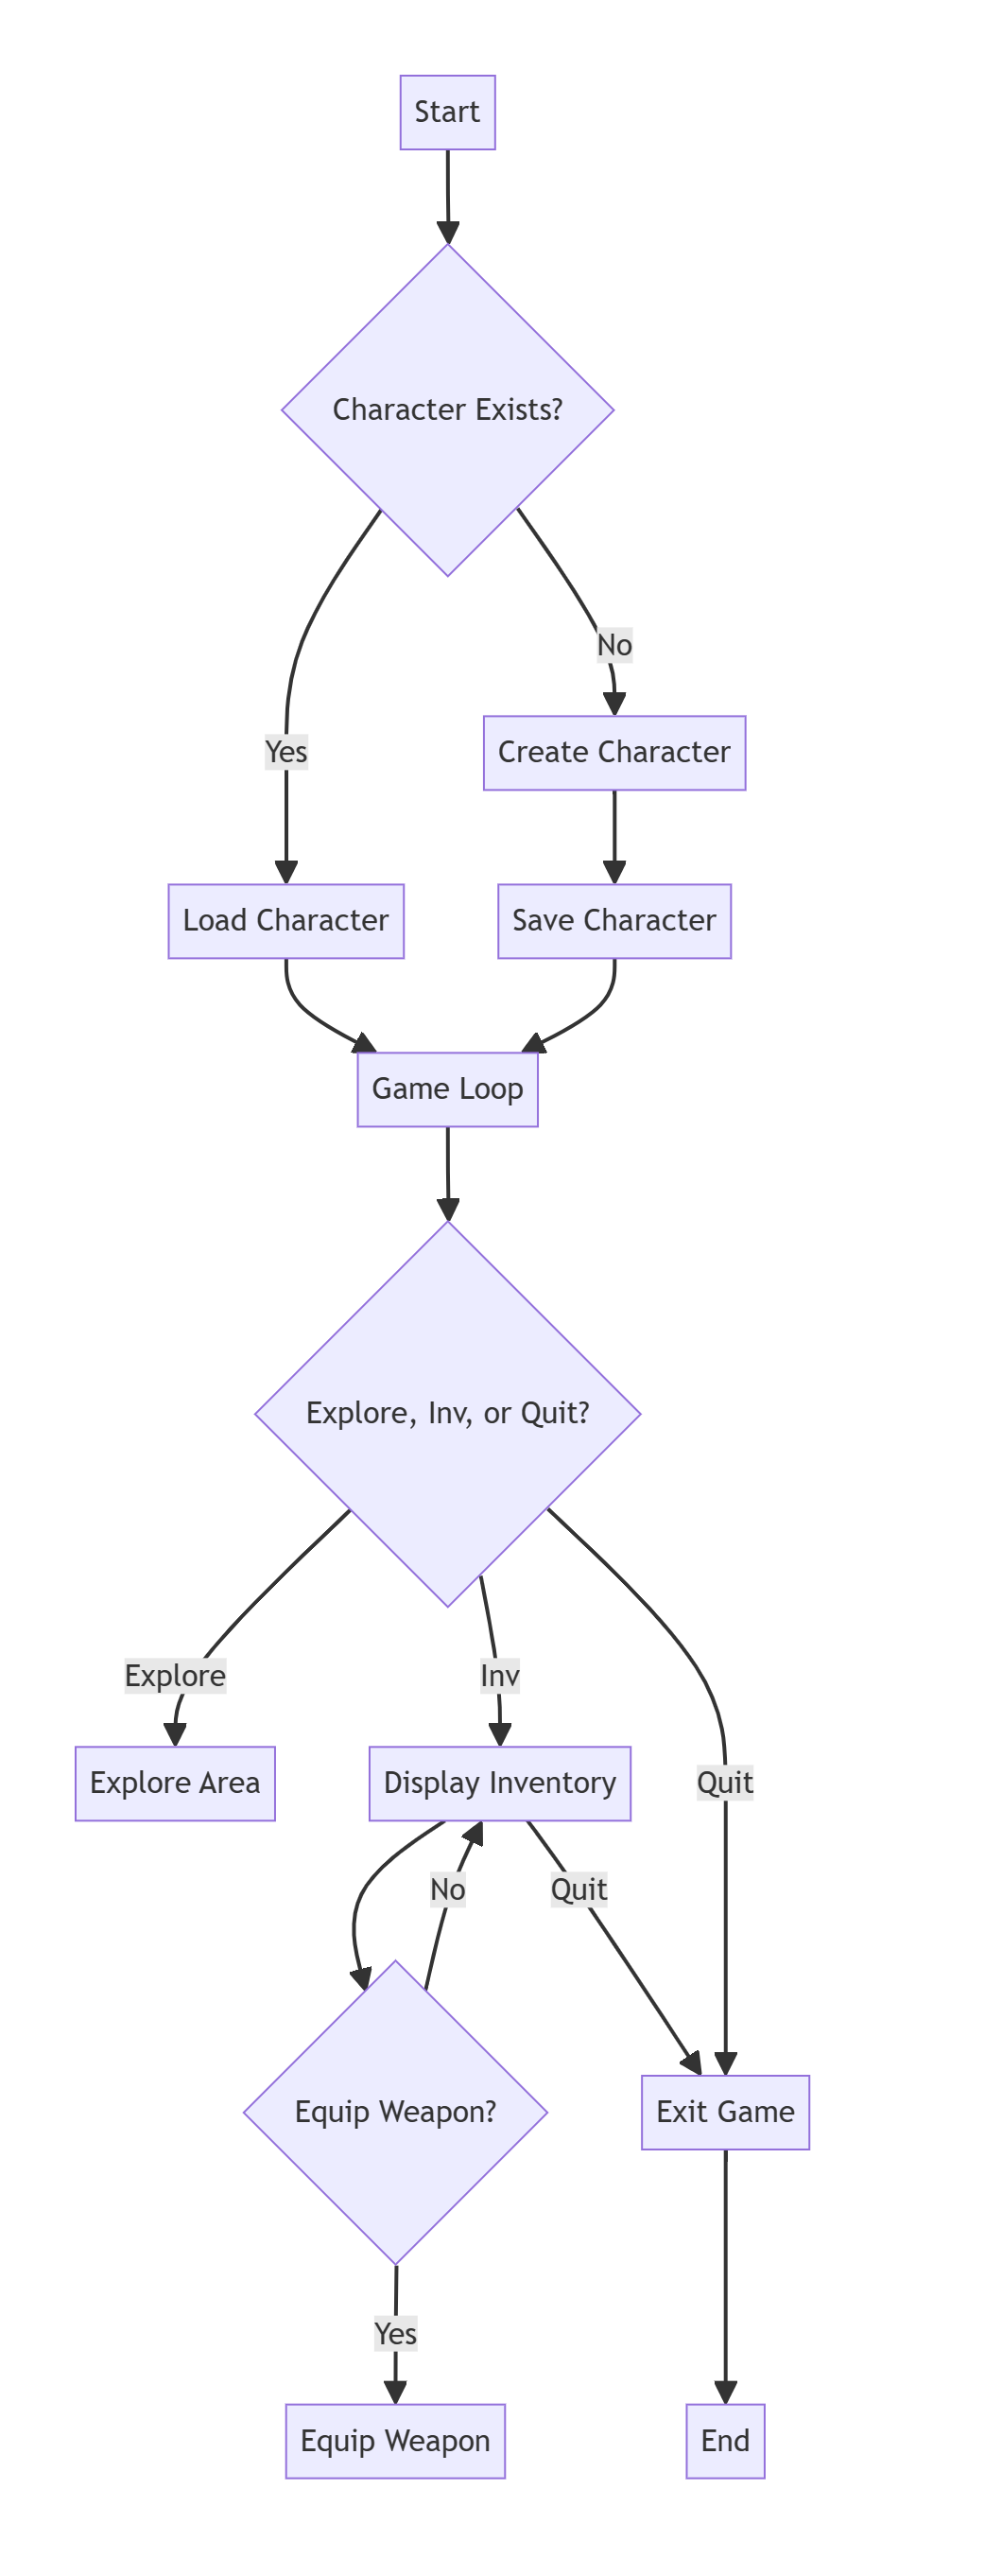 Start
Character Exists?
No
Yes
Create Character
Load Character
Save Character
Game Loop
Explore, Inv, or Quit?
Explore
Inv
Explore Area
Display Inventory
Quit
No
Quit
Equip Weapon?
Exit Game
Yes
Equip Weapon
End